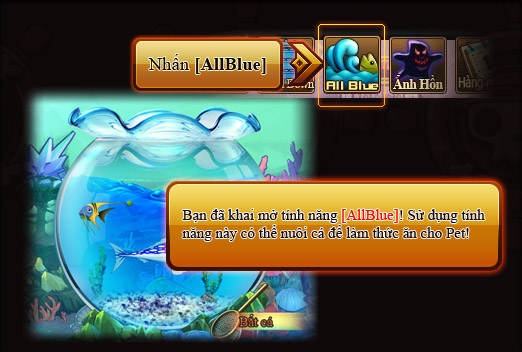 Nhấn [AllBlue]
All Blue
Ảnh Hồn
Hàng
Bạn đã khai mở tính năng [AllBlue]! Sử dụng tính
năng này có thể nuôi cá để làm thức ăn cho Pet!
Bắt cá